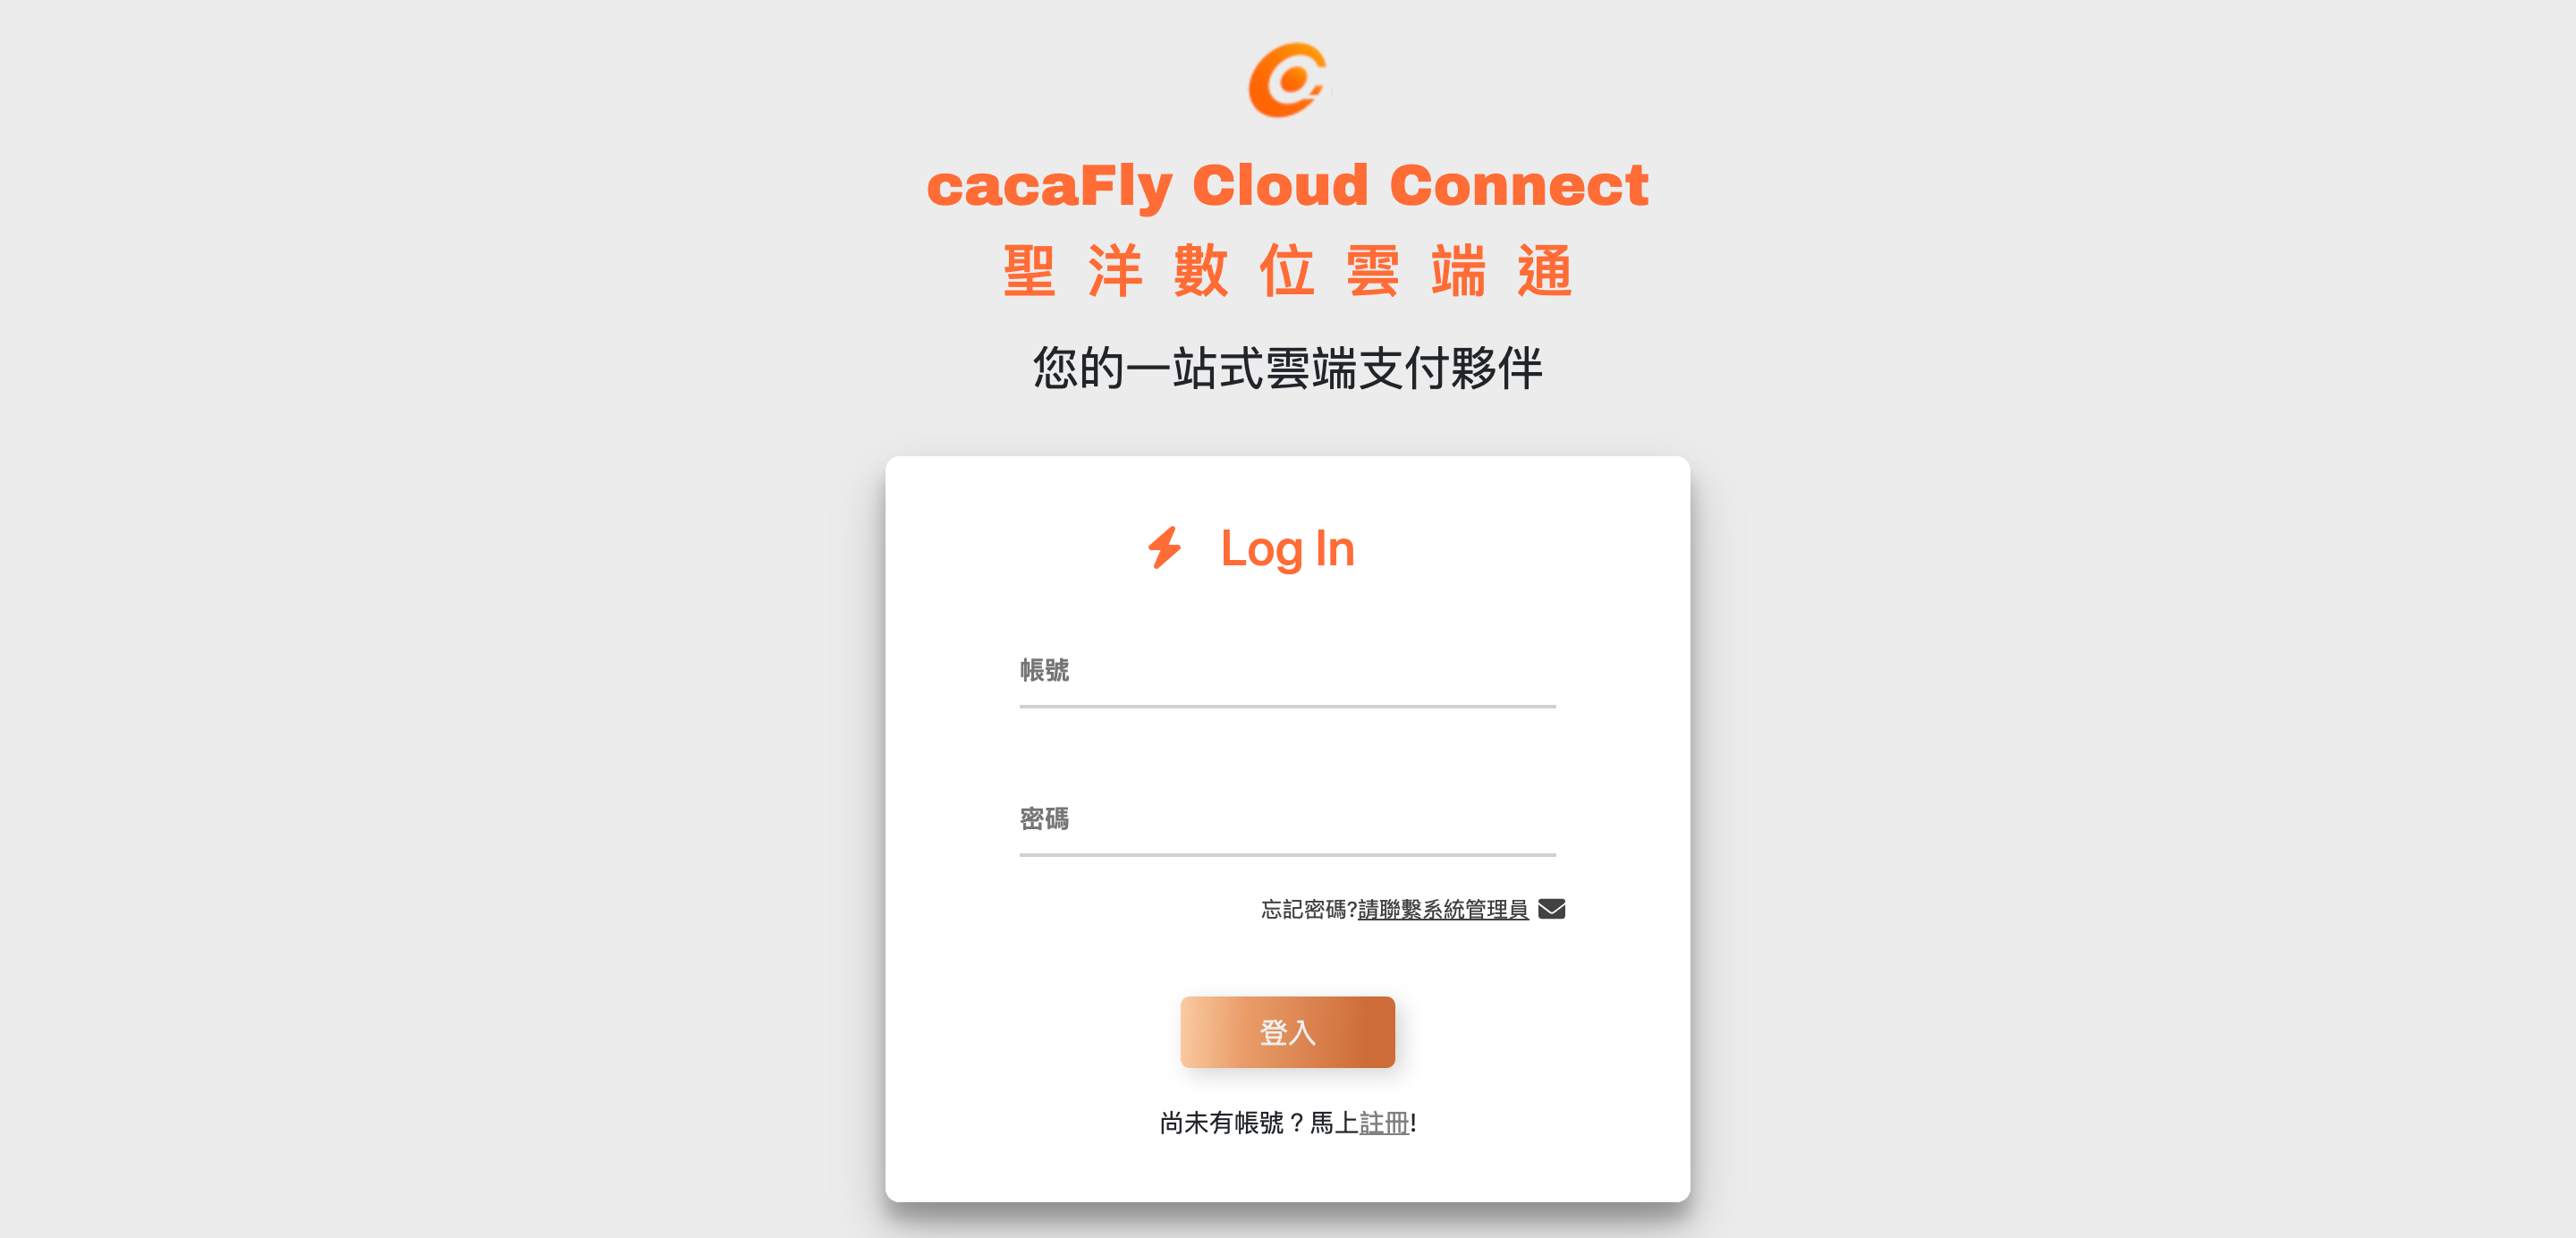 cacaFly Cloud Connect
聖洋數位雲端通
您的一站式雲端支付夥伴
Log In
帳號
密碼
忘記密碼?請聯繫系統管理員
登入
尚未有帳號？馬上註冊!